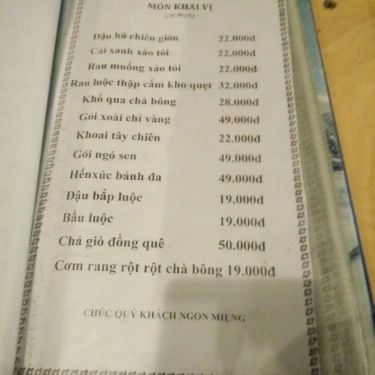 MÓN KHAI VỊ
Đậu hủ chiên giòn 22.000đ
Cải xanh xào tỏi 22.000đ
Rau muống xào tỏi 22.000đ
Rau luộc thập cẩm kho quẹt 32.000đ
Khổ qua chà bông 28.000đ
Gỏi xoài chỉ vàng 49.000đ
Khoai tây chiên 22.000đ
Gỏi ngó sen 49.000đ
Hếnxúc bánh đa 49.000đ
Đậu bắp luộc 19.000đ
Bầu luộc 19.000đ
Chả giò đồng quê 50.000đ
Cơm rang rột rột chà bông 19.000đ
CHÚC QUÝ KHÁCH NGON MIỆNG